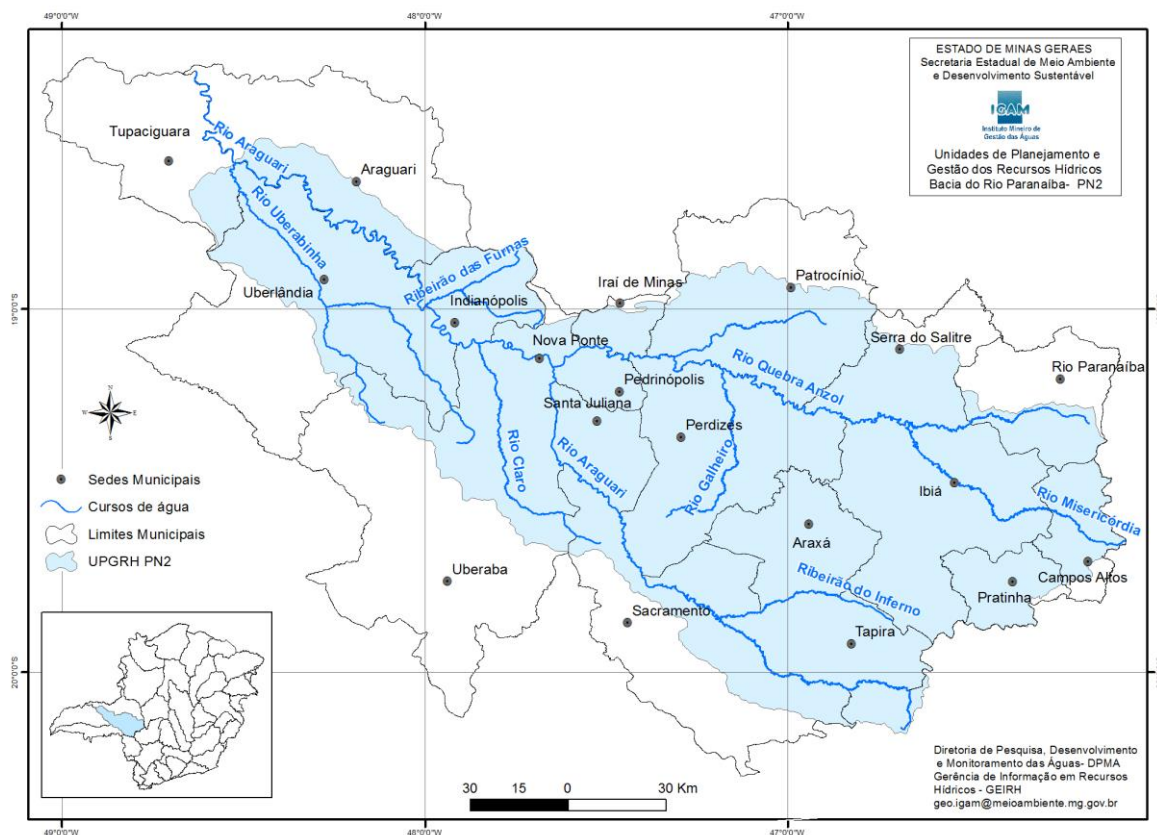 49°0'0"W
48°0'0"W
47°0'0"W
ESTADO DE MINAS GERAES
Secretaria Estadual de Meio Ambiente
e Desenvolvimento Sustentável
IGAM
Instituto Mineiro de
Gestão das Águas
Unidades de Planejamento e
Gestão dos Recursos Hídricos
Bacia do Rio Paranaíba- PN2
Tupaciguara
Rio Araguari
Araguari
Rio Uberabinha
Ribeirão das Furnas
Uberlândia
Indianópolis
Iraí de Minas
Patrocínio
19°0'0"S
Nova Ponte
Serra do Salitre
Rio Paranaíba
Rio Quebra Anzol
Pedrinópolis
Santa Juliana
Perdizes
N
W
E
S
Rio Claro
Rio Araguari
Rio Galheiro
Ibiá
Rio Misericórdia
Araxá
Sedes Municipais
Cursos de água
Limites Municipais
UPGRH PN2
Uberaba
Ribeirão do Inferno
Campos Altos
Pratinha
Sacramento
Tapira
20°0'0"S
Diretoria de Pesquisa, Desenvolvimento
e Monitoramento das Águas- DPMA
Gerência de Informação em Recursos
Hídricos - GEIRH
geo.igam@meioambiente.mg.gov.br
30 15 0 30 Km
49°0'0"W
48°0'0"W
47°0'0"W